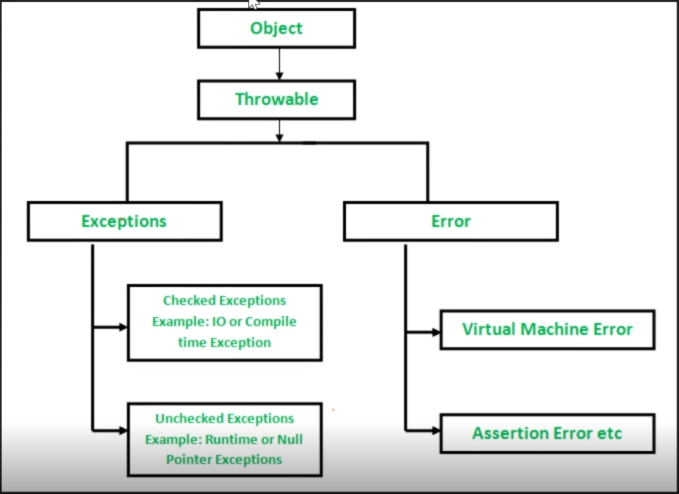 Object
Throwable
Exceptions
Error
Checked Exceptions
Example: IO or Compile
time Exception
Virtual Machine Error
Unchecked Exceptions
Example: Runtime or Null
Pointer Exceptions
Assertion Error etc